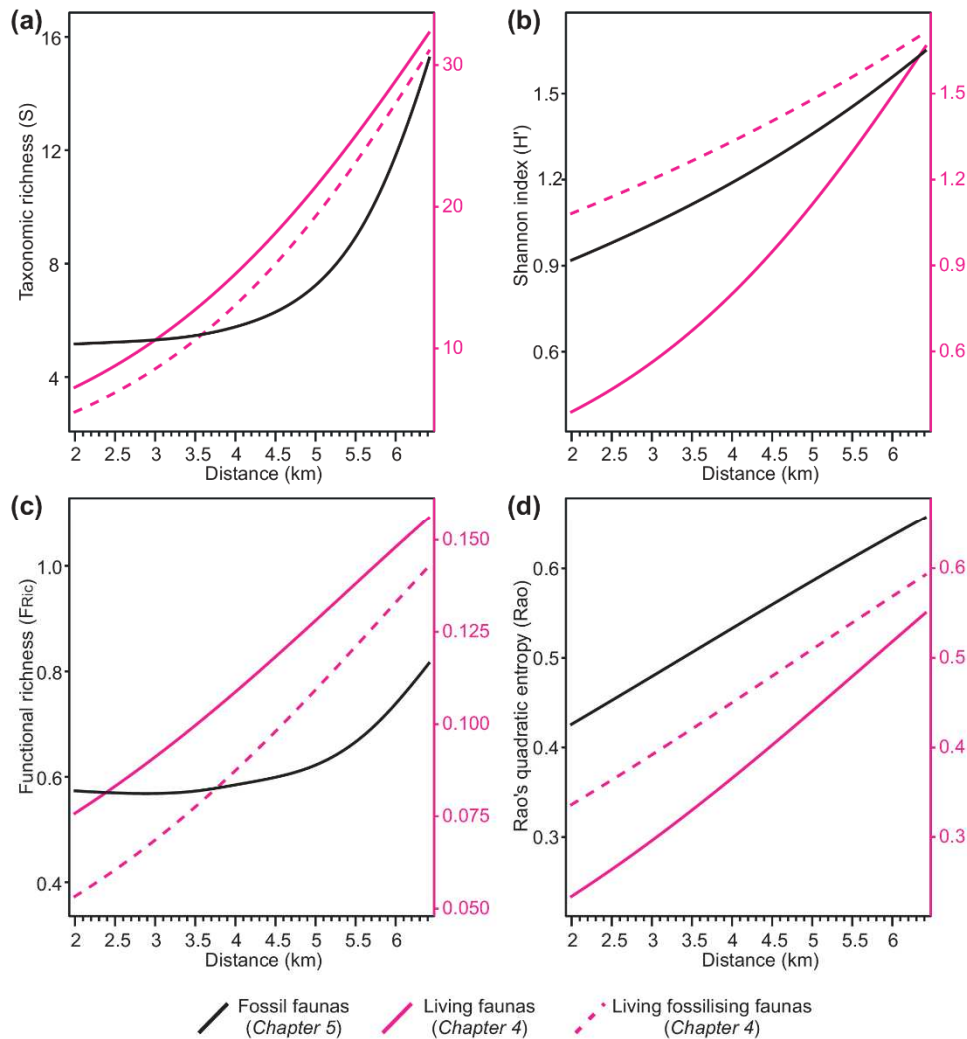 (a)
16
12
8
4
Taxonomic richness (S)
30
20
10
2 2.5 3 3.5 4 4.5 5 5.5 6
Distance (km)
(b)
1.5
1.2
0.9
0.6
Shannon index (H')
1.5
1.2
0.9
0.6
2 2.5 3 3.5 4 4.5 5 5.5 6
Distance (km)
(c)
1.0
0.8
0.6
0.4
Functional richness (FRic)
0.150
0.125
0.100
0.075
0.050
2 2.5 3 3.5 4 4.5 5 5.5 6
Distance (km)
(d)
0.6
0.5
0.4
0.3
Rao's quadratic entropy (Rao)
0.6
0.5
0.4
0.3
2 2.5 3 3.5 4 4.5 5 5.5 6
Distance (km)
Fossil faunas
(Chapter 5)
Living faunas
(Chapter 4)
Living fossilising faunas
(Chapter 4)